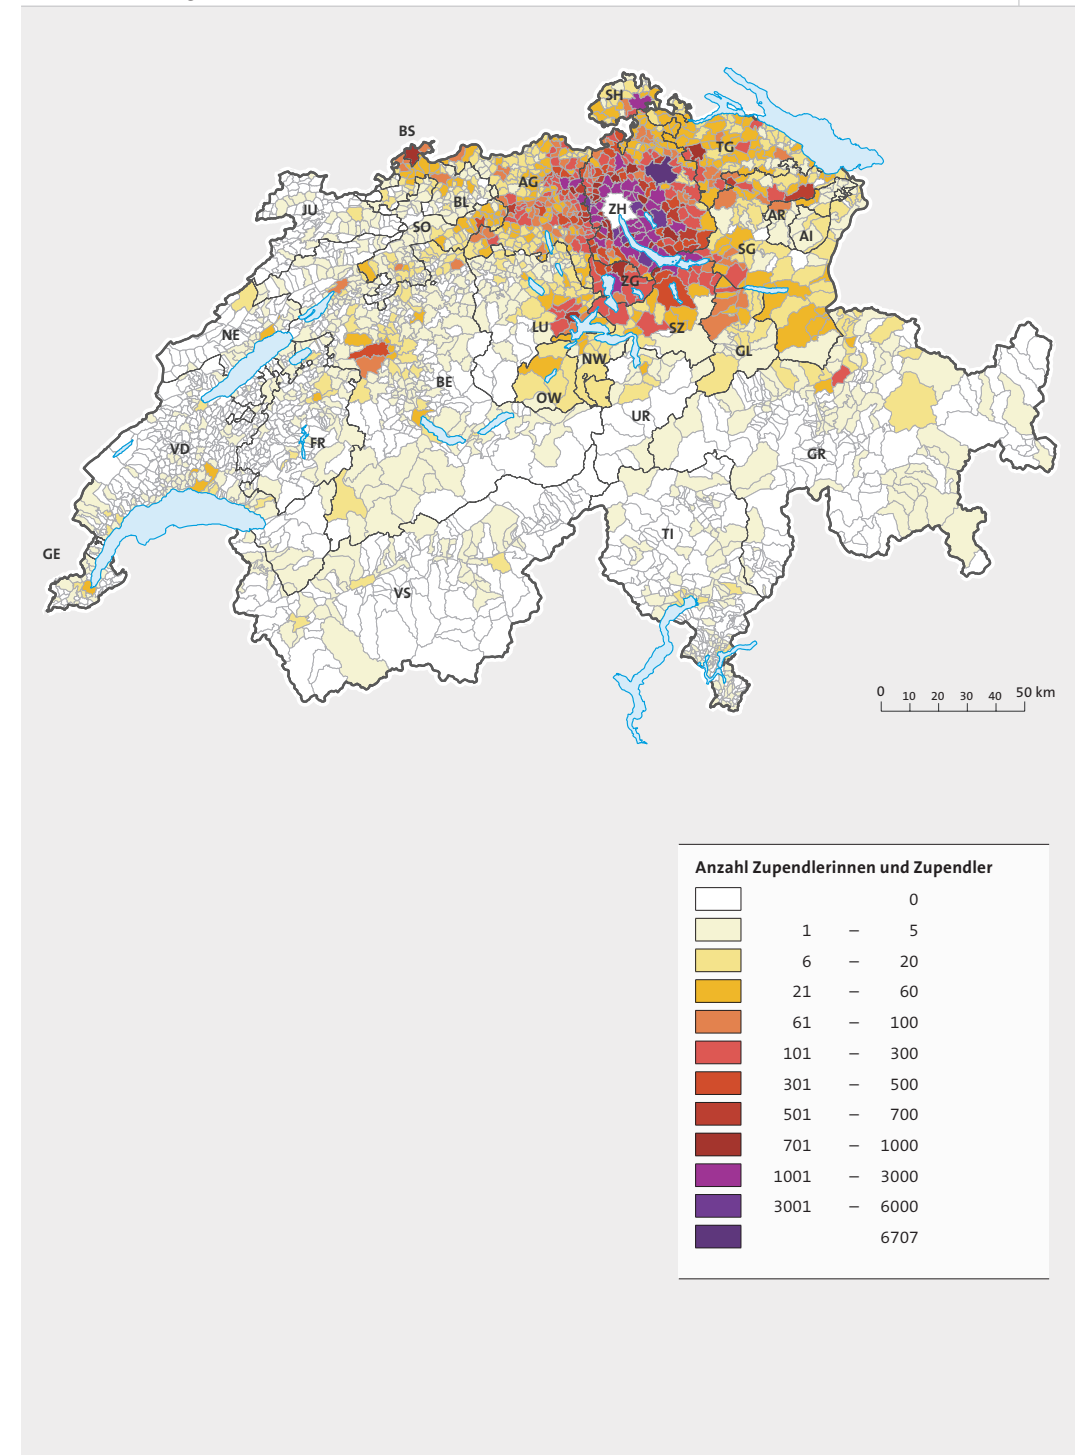 SH
BS
TG
AG
BL
ZH
JU
AR
SO
AI
SG
ZG
LU
SZ
NE
GL
NW
BE
OW
UR
FR
VD
GR
TI
GE
VS
0 10 20 30 40 50 km
Anzahl Zupendlerinnen und Zupendler
0
1 – 5
6 – 20
21 – 60
61 – 100
101 – 300
301 – 500
501 – 700
701 – 1000
1001 – 3000
3001 – 6000
6707